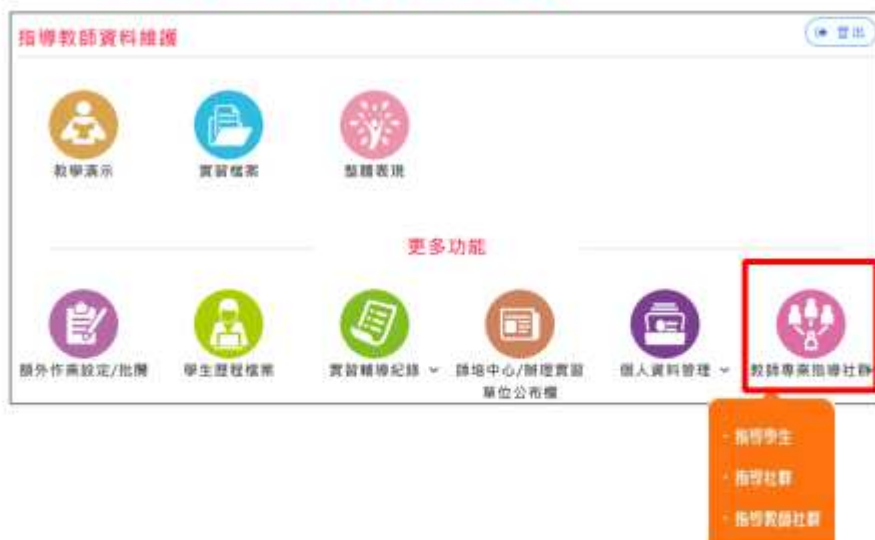 指導教師資料維護
登出
教學演示
實習檔案
整體表現
更多功能
額外作業設定/批閱
學生歷程檔案
實習輔導紀錄
師培中心/辦理實習
單位公布欄
個人資料管理
教師專業指導社群
· 指導學生
· 指導社群
· 指導教師社群